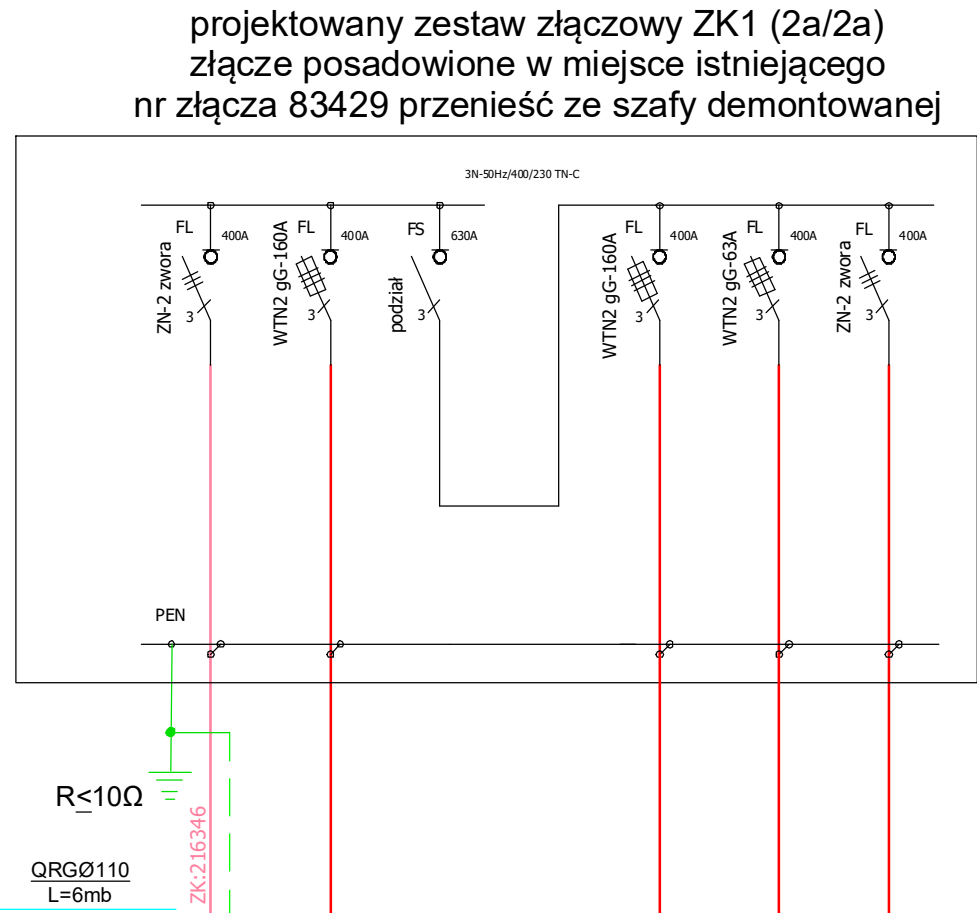 projektowany zestaw złączowy ZK1 (2a/2a)
złącze posadowione w miejsce istniejącego
nr złącza 83429 przenieść ze szafy demontowanej
3N-50Hz/400/230 TN-C
FL
400A
ZN-2 zwora
3
FL
400A
WTN2 gG-160A
3
FS
630A
podział
3
FL
400A
WTN2 gG-160A
3
FL
400A
WTN2 gG-63A
3
FL
400A
ZN-2 zwora
3
PEN
R≤10Ω
ZK:216346
QRGØ110
L=6mb